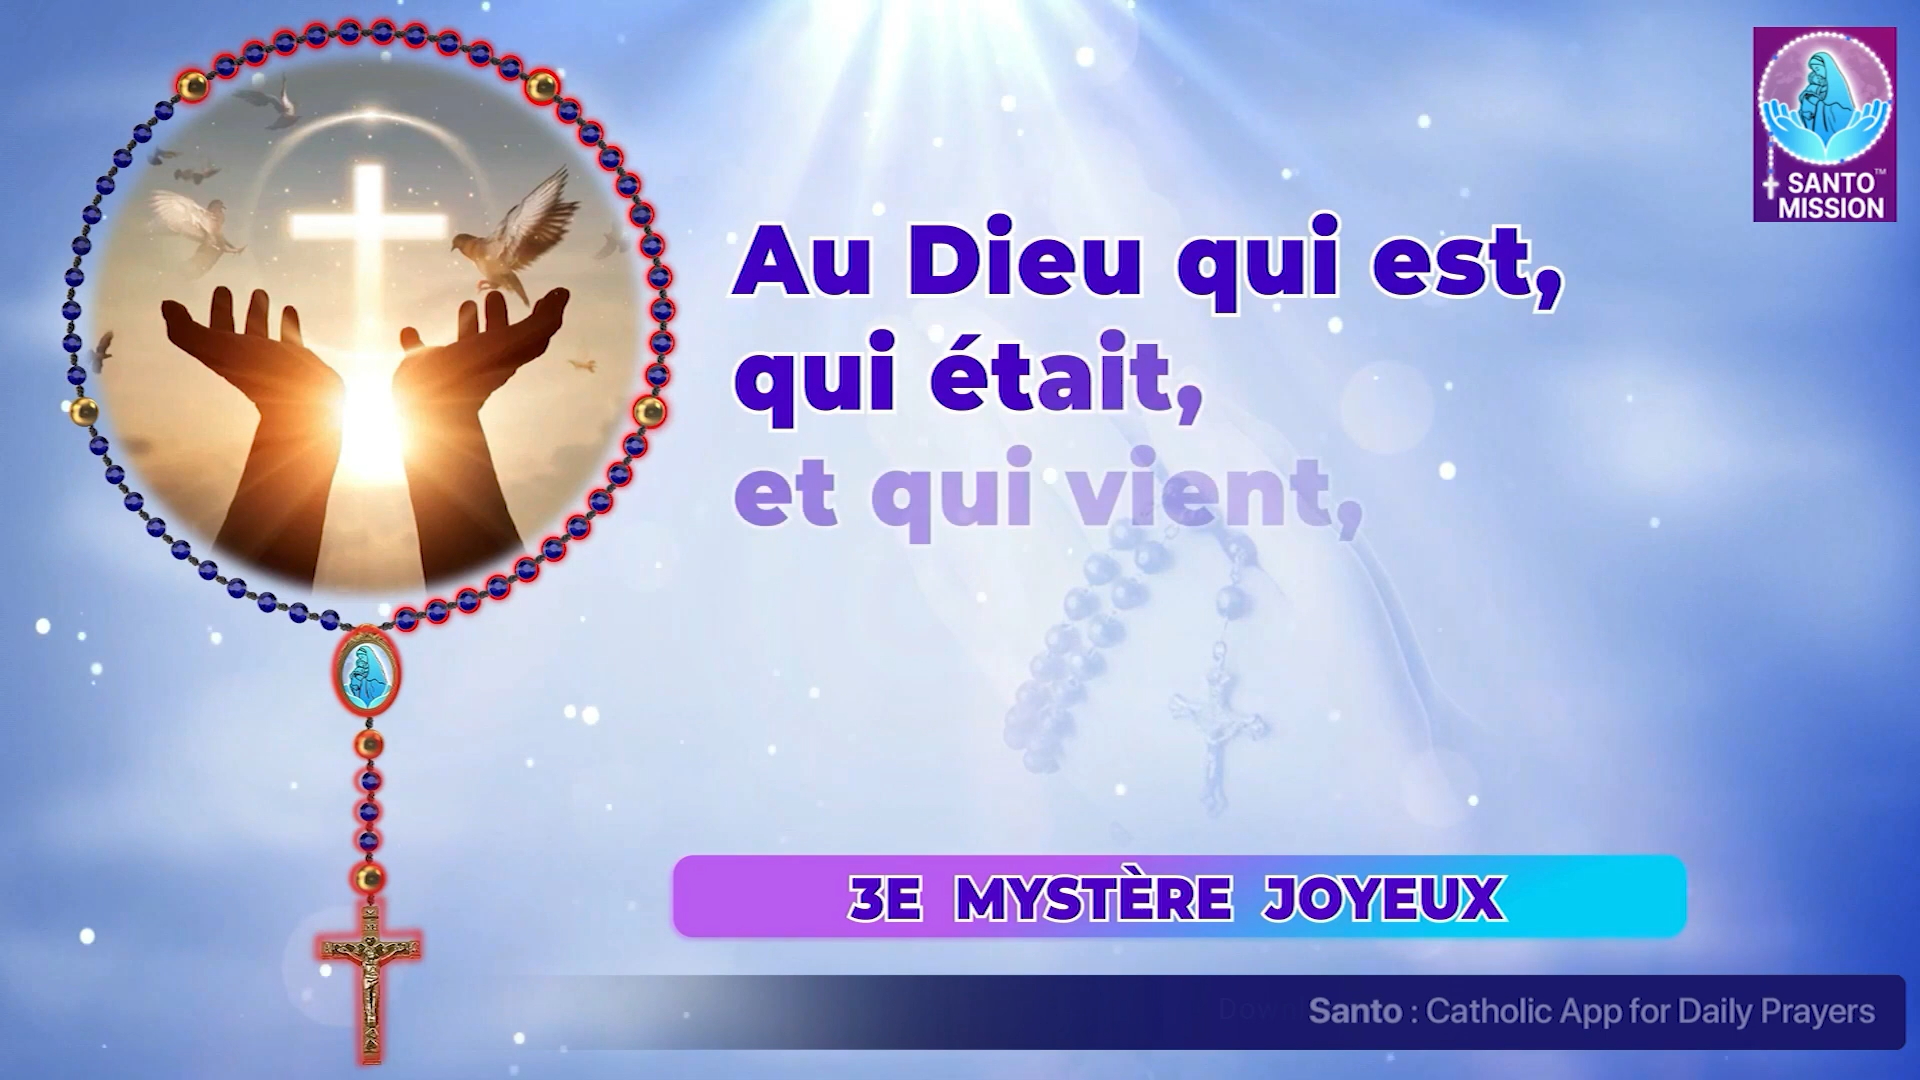 SANTO™
MISSION
Au Dieu qui est,
qui était,
et qui vient,
3E MYSTÈRE JOYEUX
Santo : Catholic App for Daily Prayers